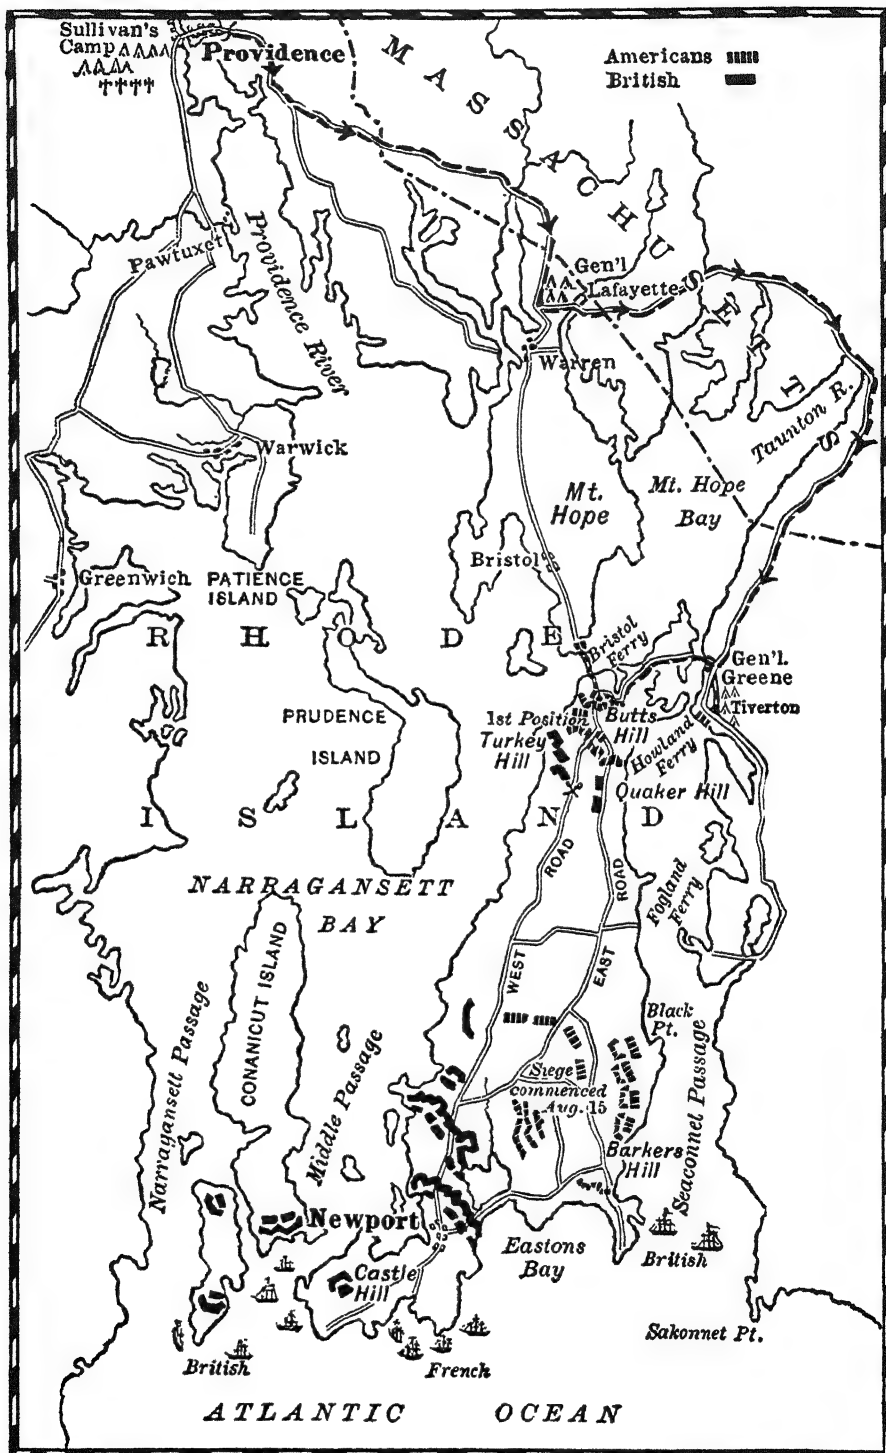 Sullivan's
Camp
Providence
Americans
British
MASSACHUSETTS
Gen'l
Lafayette
Pawtuxet
Providence River
Warren
Taunton R.
Warwick
Mt.
Hope
Mt. Hope
Bay
Bristol
Greenwich
PATIENCE
ISLAND
RHODE
Bristol
Ferry
Gen'l.
Greene
Tiverton
PRUDENCE
ISLAND
1st Position
Turkey
Hill
Butts
Hill
Howland
Ferry
Quaker Hill
ISLAND
ROAD
ROAD
NARRAGANSETT
BAY
Fogland
Ferry
CONANICUT ISLAND
WEST
EAST
Narragansett Passage
Middle Passage
Black
Pt.
Seaconnet Passage
Siege
commenced
Aug. 15
Barkers
Hill
Newport
Eastons
Bay
British
Castle
Hill
Sakonnet Pt.
British
French
ATLANTIC OCEAN